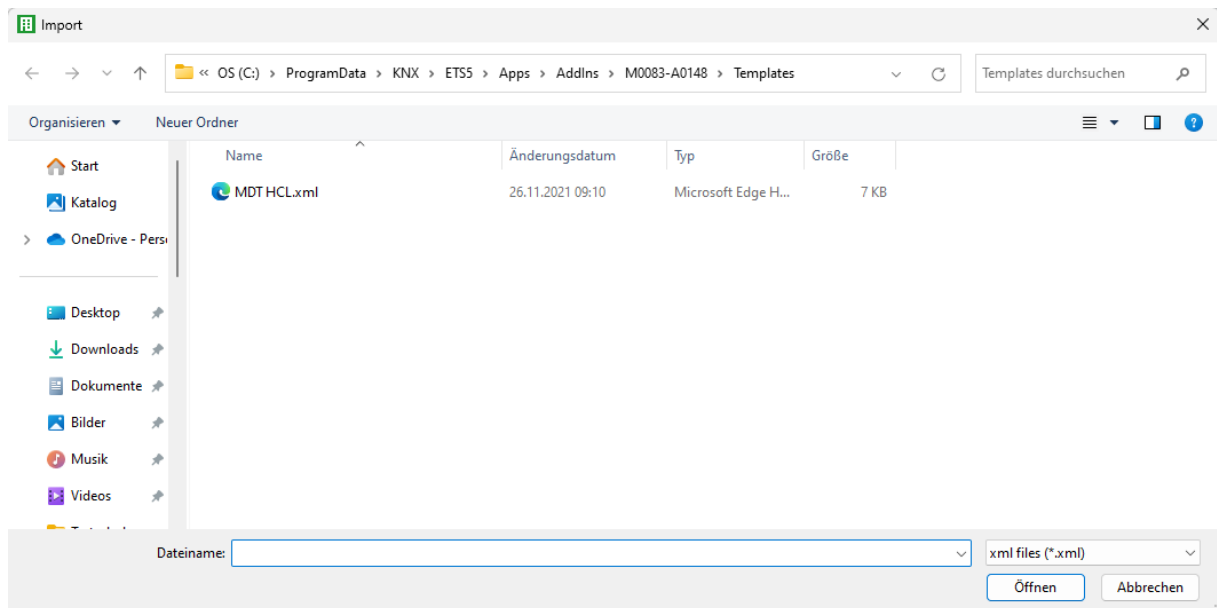 Import
« OS (C:) › ProgramData › KNX › ETS5 › Apps › AddIns › M0083-A0148 › Templates
Templates durchsuchen
Organisieren
Neuer Ordner
Name
Änderungsdatum
Typ
Größe
Start
MDT HCL.xml
26.11.2021 09:10
Microsoft Edge H...
7 KB
Katalog
OneDrive - Pers
Desktop
Downloads
Dokumente
Bilder
Musik
Videos
Dateiname:
xml files (*.xml)
Öffnen
Abbrechen